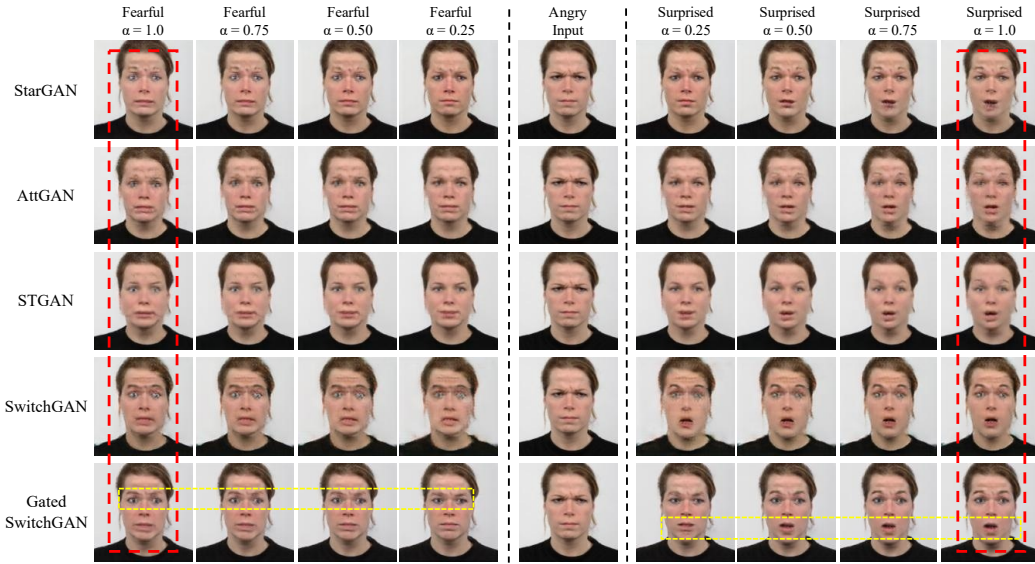 Fearful Fearful Fearful Fearful Angry Surprised Surprised Surprised Surprised
α = 1.0 α = 0.75 α = 0.50 α = 0.25 Input α = 0.25 α = 0.50 α = 0.75 α = 1.0
StarGAN
AttGAN
STGAN
SwitchGAN
Gated
SwitchGAN